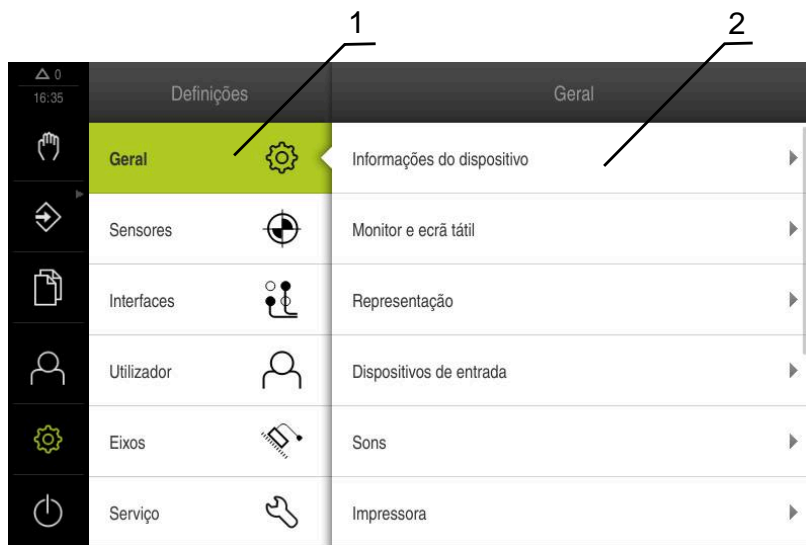 1
2
0
16:35
Definições
Geral
Geral
Informações do dispositivo
Sensores
Monitor e ecrã tátil
Interfaces
Representação
Utilizador
Dispositivos de entrada
Eixos
Sons
Serviço
Impressora